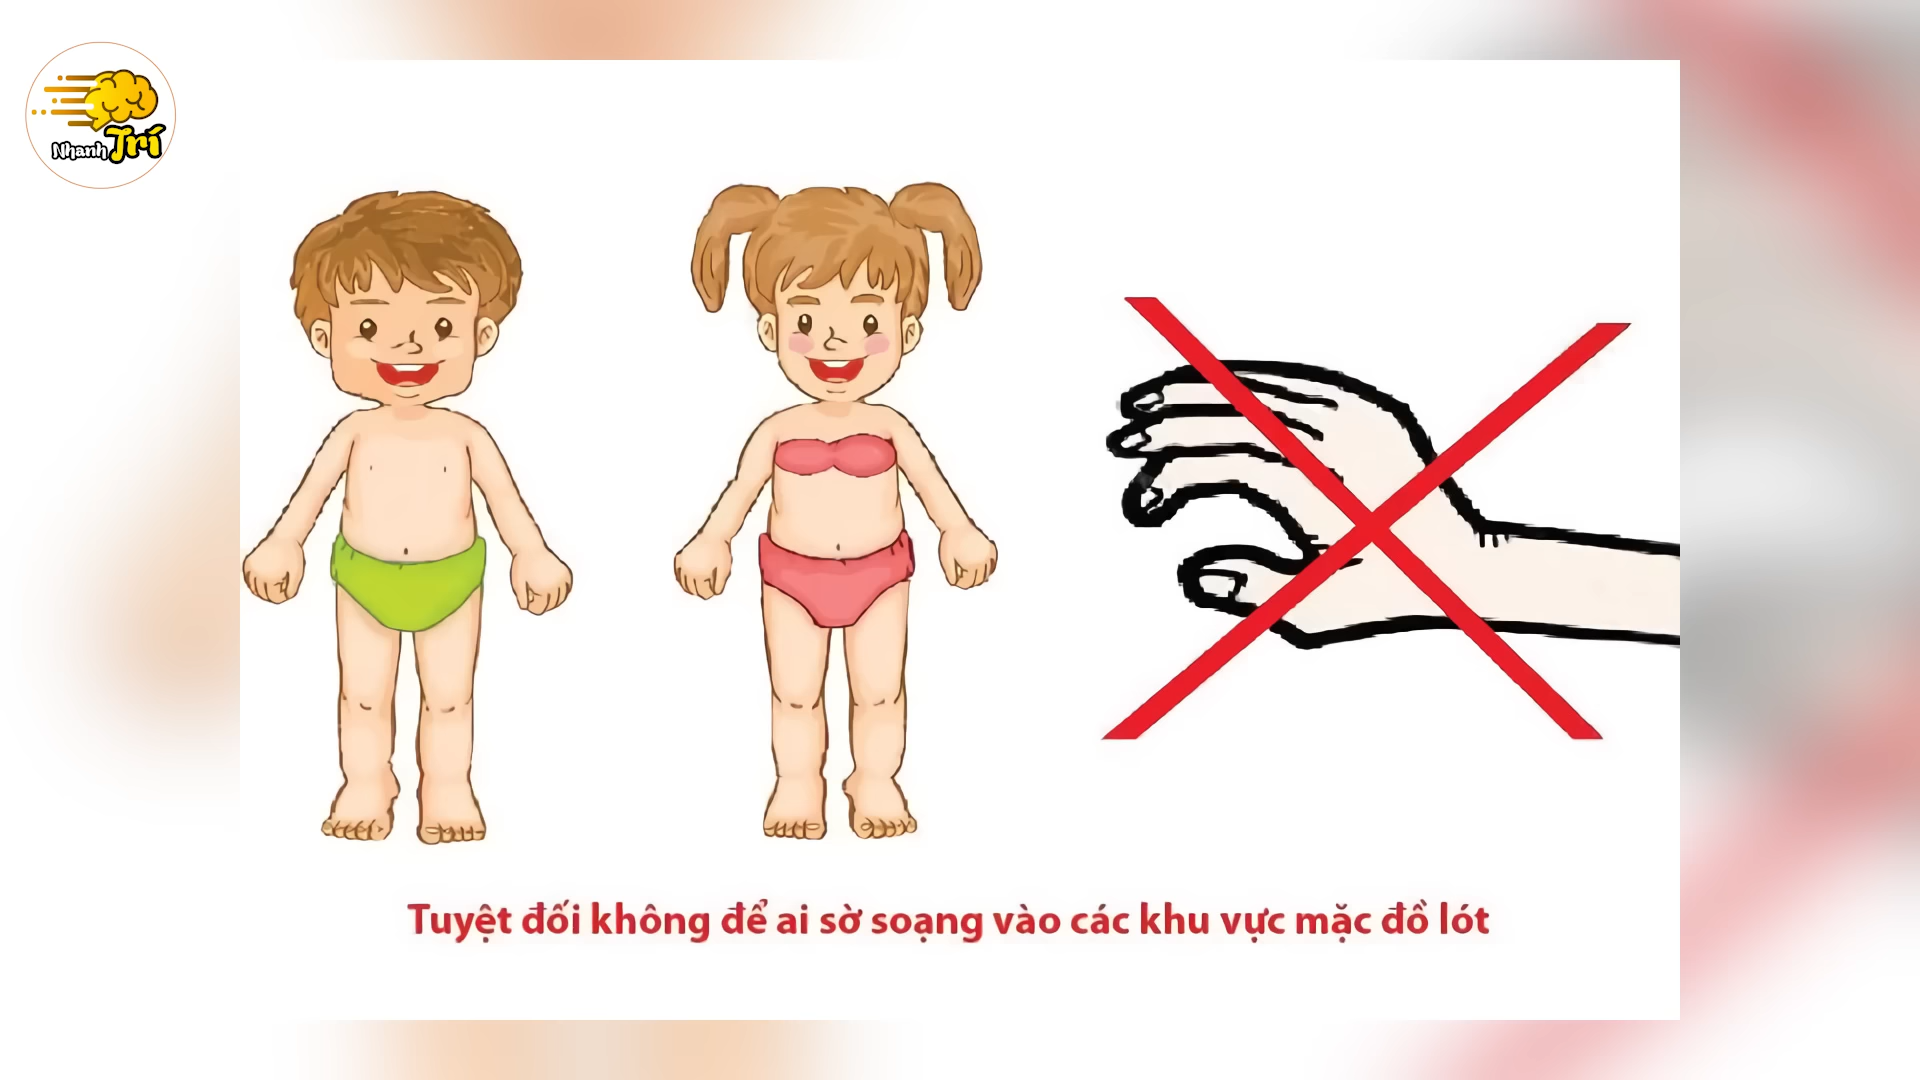 Nhanh Trí
Tuyệt đối không để ai sờ soạng vào các khu vực mặc đồ lót